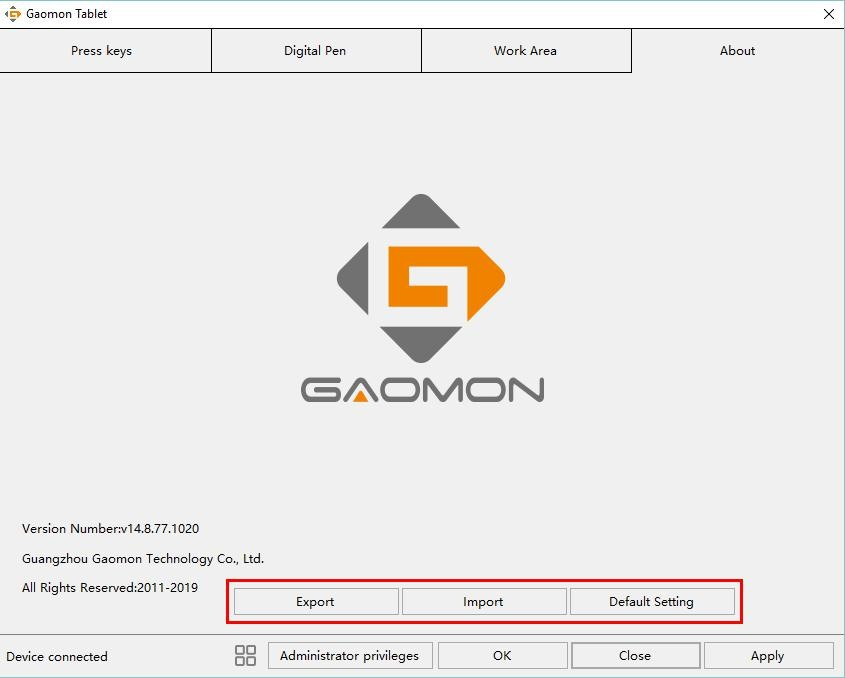 Gaomon Tablet
Press keys Digital Pen Work Area About
GAOMON
Version Number:v14.8.77.1020
Guangzhou Gaomon Technology Co., Ltd.
All Rights Reserved:2011-2019
Export Import Default Setting
Device connected Administrator privileges OK Close Apply